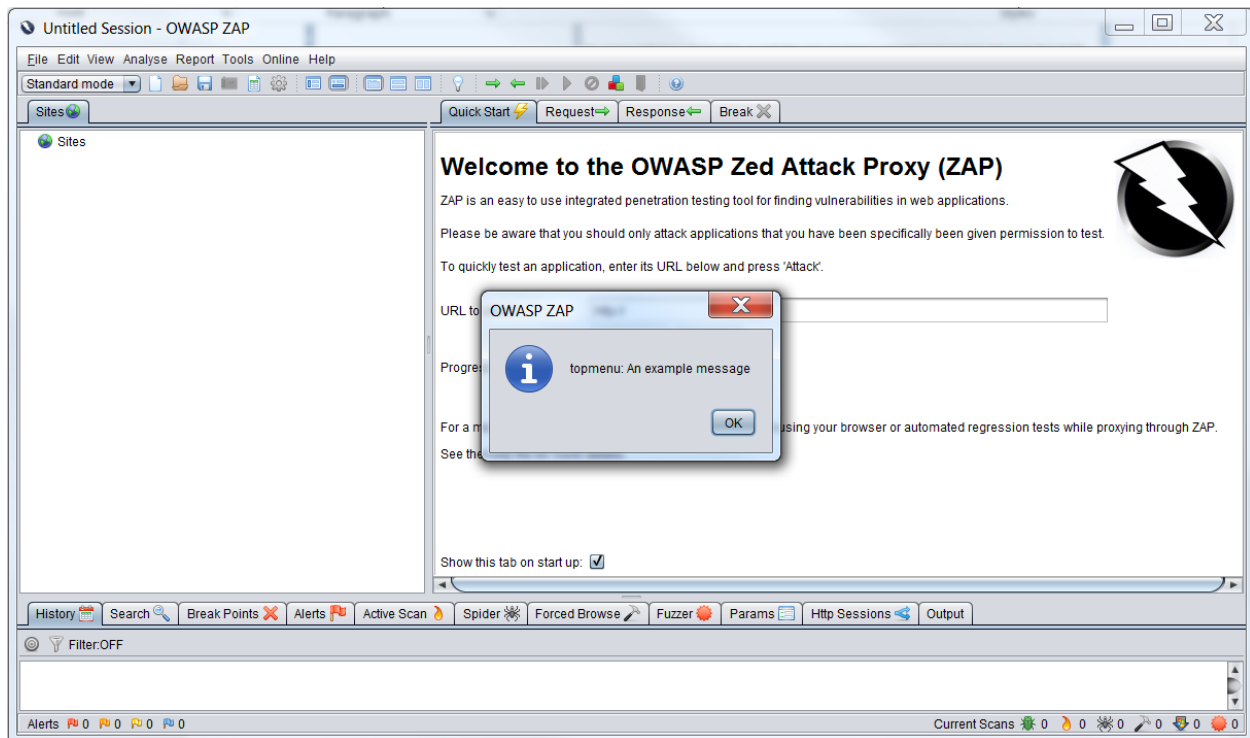 Untitled Session - OWASP ZAP
File Edit View Analyse Report Tools Online Help
Standard mode
Sites
Quick Start Request Response Break
Sites
Welcome to the OWASP Zed Attack Proxy (ZAP)
ZAP is an easy to use integrated penetration testing tool for finding vulnerabilities in web applications.
Please be aware that you should only attack applications that you have been specifically been given permission to test.
To quickly test an application, enter its URL below and press 'Attack'.
URL to
OWASP ZAP
Progre
topmenu: An example message
OK
For a m
using your browser or automated regression tests while proxying through ZAP.
See the
Show this tab on start up:
History Search Break Points Alerts Active Scan Spider Forced Browse Fuzzer Params Http Sessions Output
Filter:OFF
Alerts 0 0 0 0 Current Scans 0 0 0 0 0 0